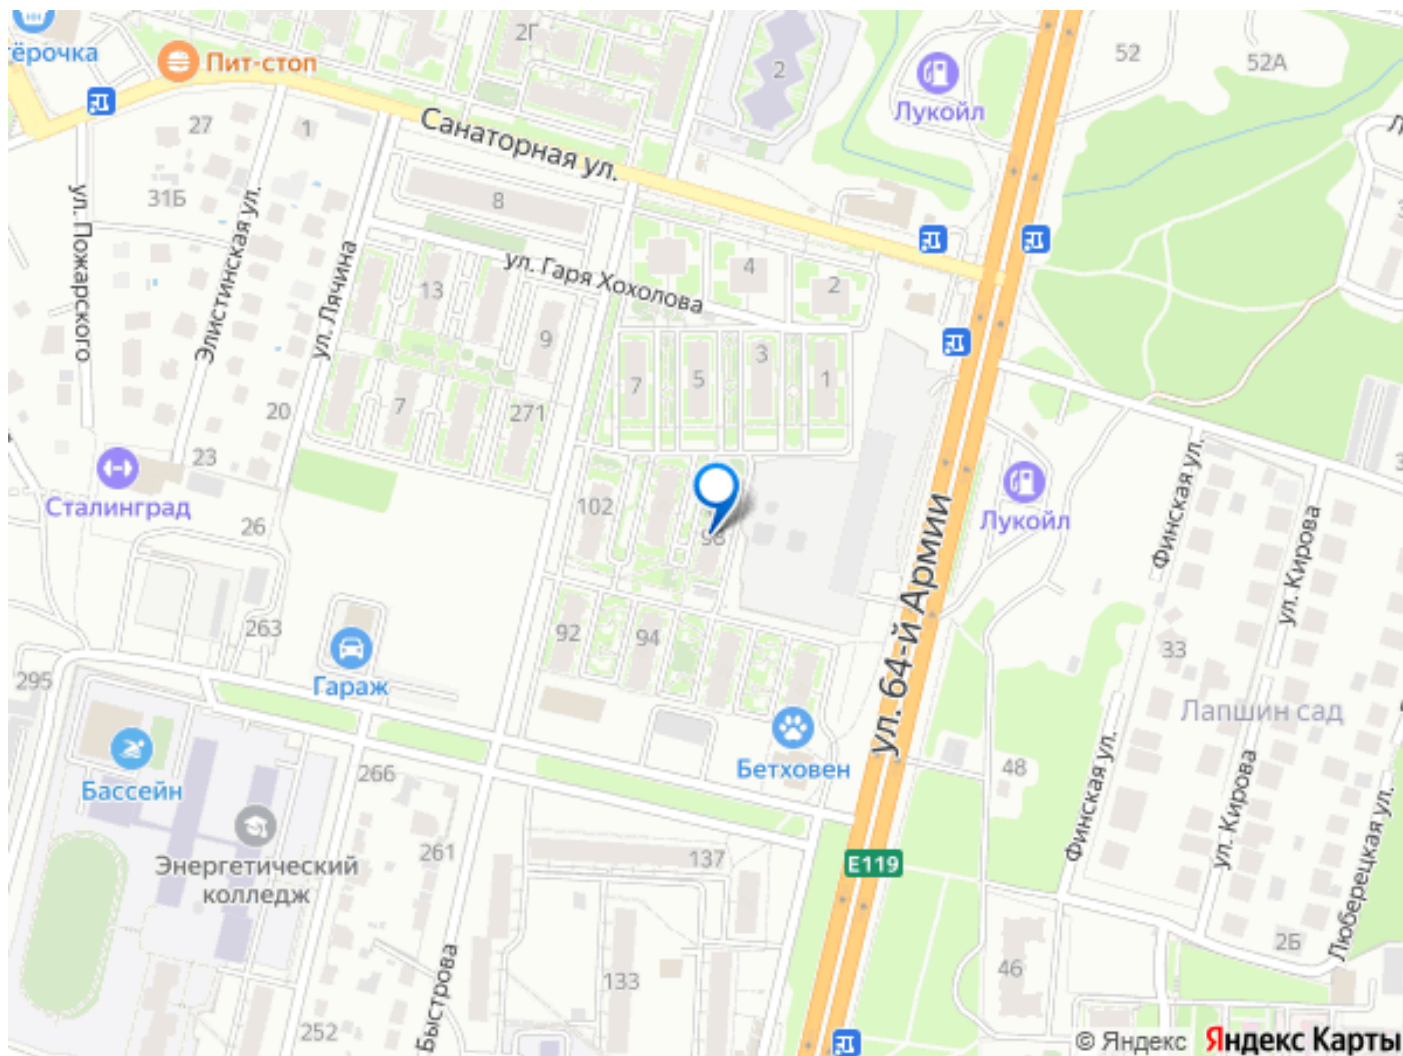 2Г
тёрочка
Пит-стоп
2
52
52А
Лукойл
27
1
Санаторная ул.
31Б
8
ул. Пожарского
Элистинская ул.
ул. Лячина
ул. Гаря Хохолова
4
2
13
9
7
5
3
1
20
7
271
23
Сталинград
102
98
26
Лукойл
ул. 64-й Армии
Финская ул.
ул. Кирова
263
92
94
33
295
Гараж
Лапшин сад
Бассейн
266
Бетховен
48
Финская ул.
ул. Кирова
Люберецкая ул.
Энергетический
колледж
261
137
E119
133
46
2Б
252
Быстрова
© Яндекс Яндекс Карты